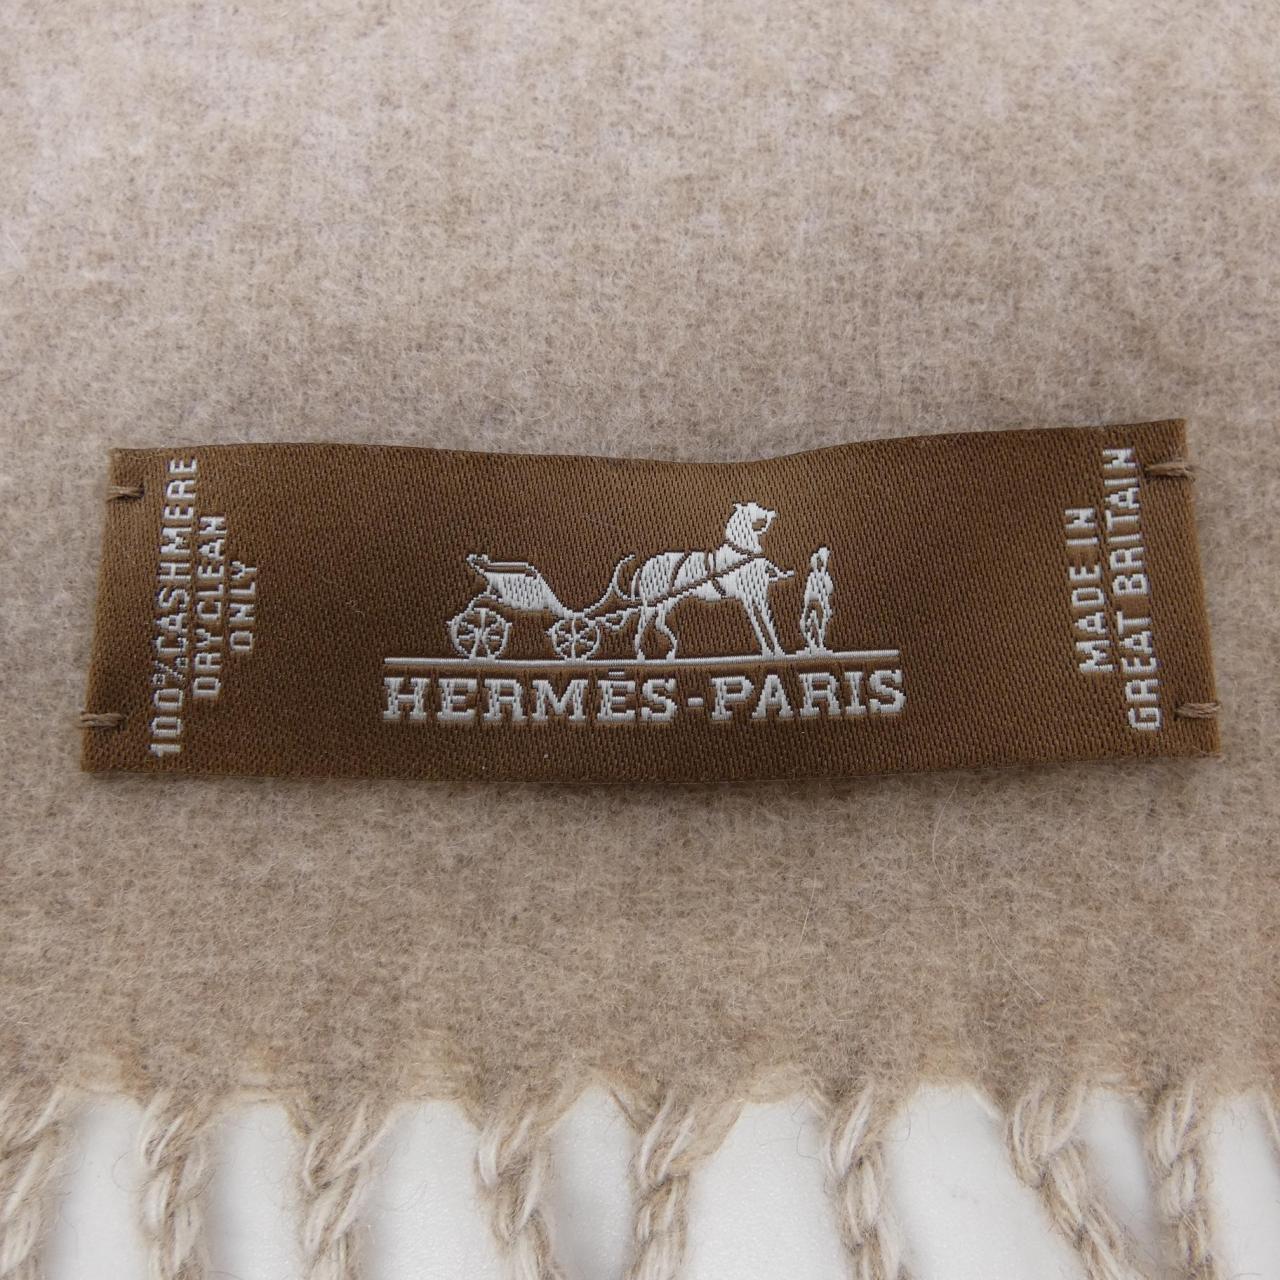 100% CASHMERE
DRY CLEAN
ONLY
HERMÈS-PARIS
MADE IN
GREAT BRITAIN